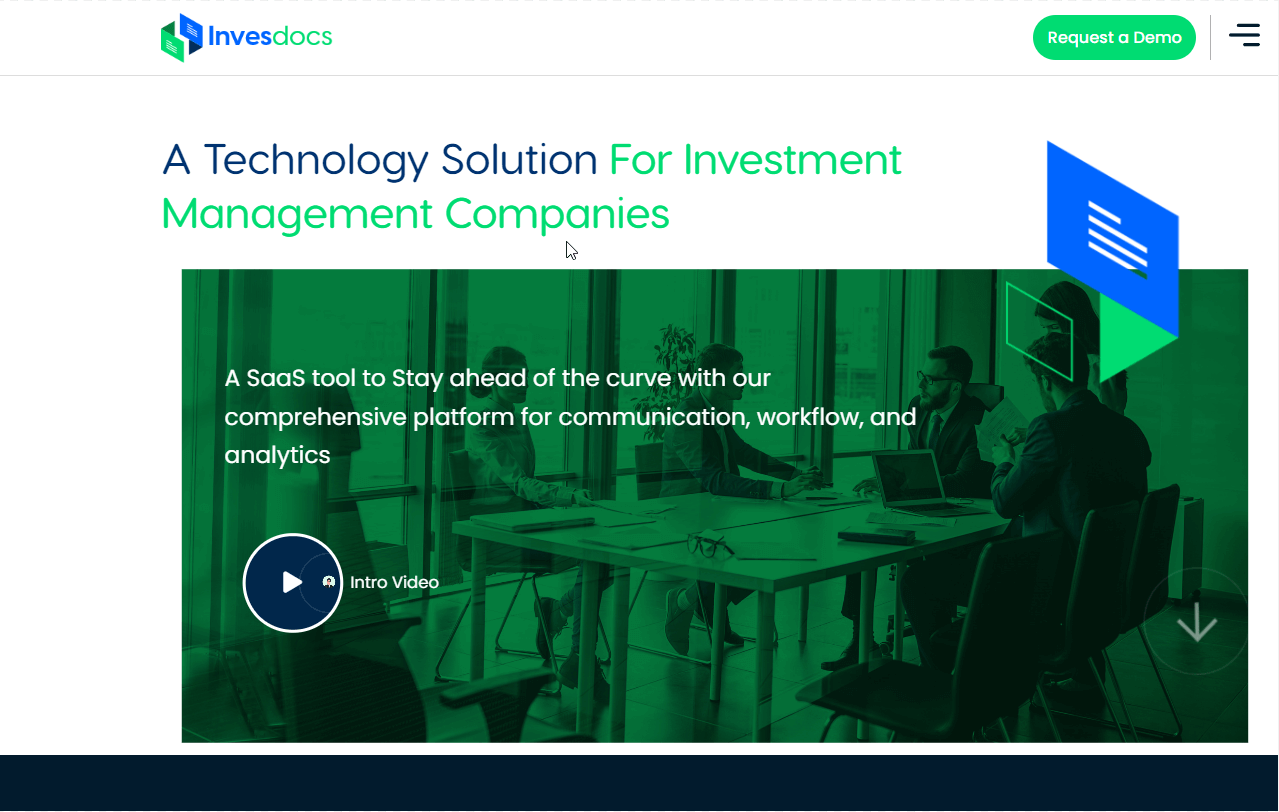 Invesdocs
Request a Demo
A Technology Solution For Investment
Management Companies
A SaaS tool to Stay ahead of the curve with our
comprehensive platform for communication, workflow, and
analytics
Intro Video